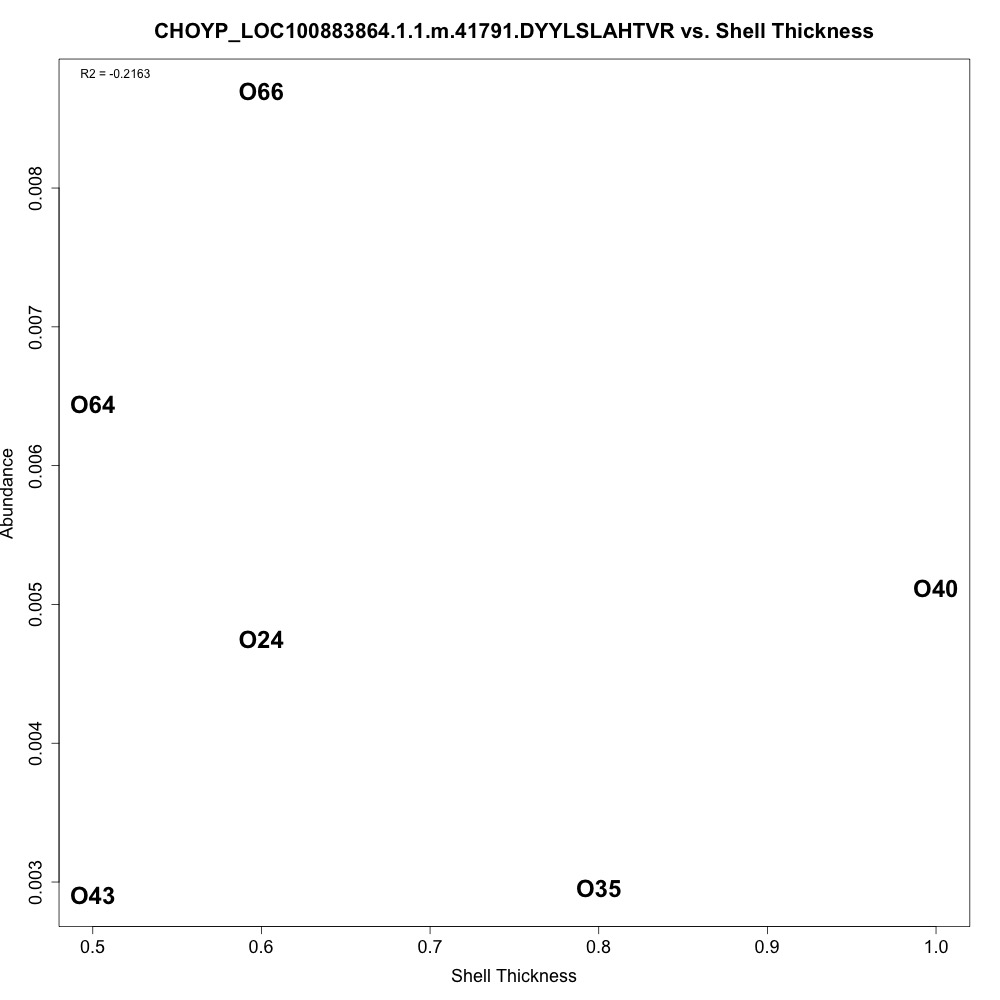 CHOYP_LOC100883864.1.1.m.41791.DYYLSLAHTVR vs. Shell Thickness
R2 = -0.2163
O66
0.008
0.007
O64
0.006
Abundance
O40
0.005
O24
0.004
0.003
O43
O35
0.5 0.6 0.7 0.8 0.9 1.0
Shell Thickness